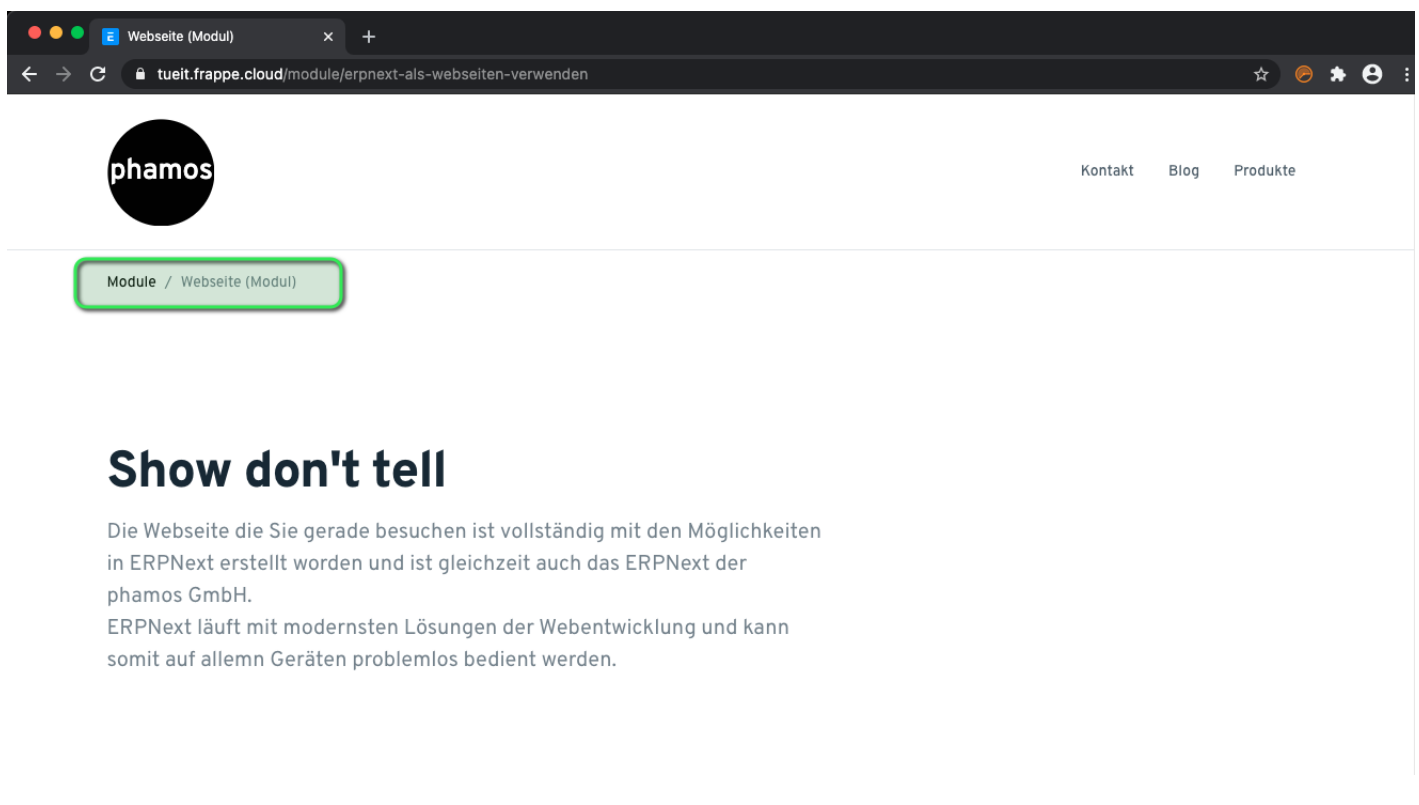 Webseite (Modul)
tueit.frappe.cloud/module/erpnext-als-webseiten-verwenden
phamos
Kontakt Blog Produkte
Module / Webseite (Modul)
Show don't tell
Die Webseite die Sie gerade besuchen ist vollständig mit den Möglichkeiten
in ERPNext erstellt worden und ist gleichzeit auch das ERPNext der
phamos GmbH.
ERPNext läuft mit modernsten Lösungen der Webentwicklung und kann
somit auf allemn Geräten problemlos bedient werden.